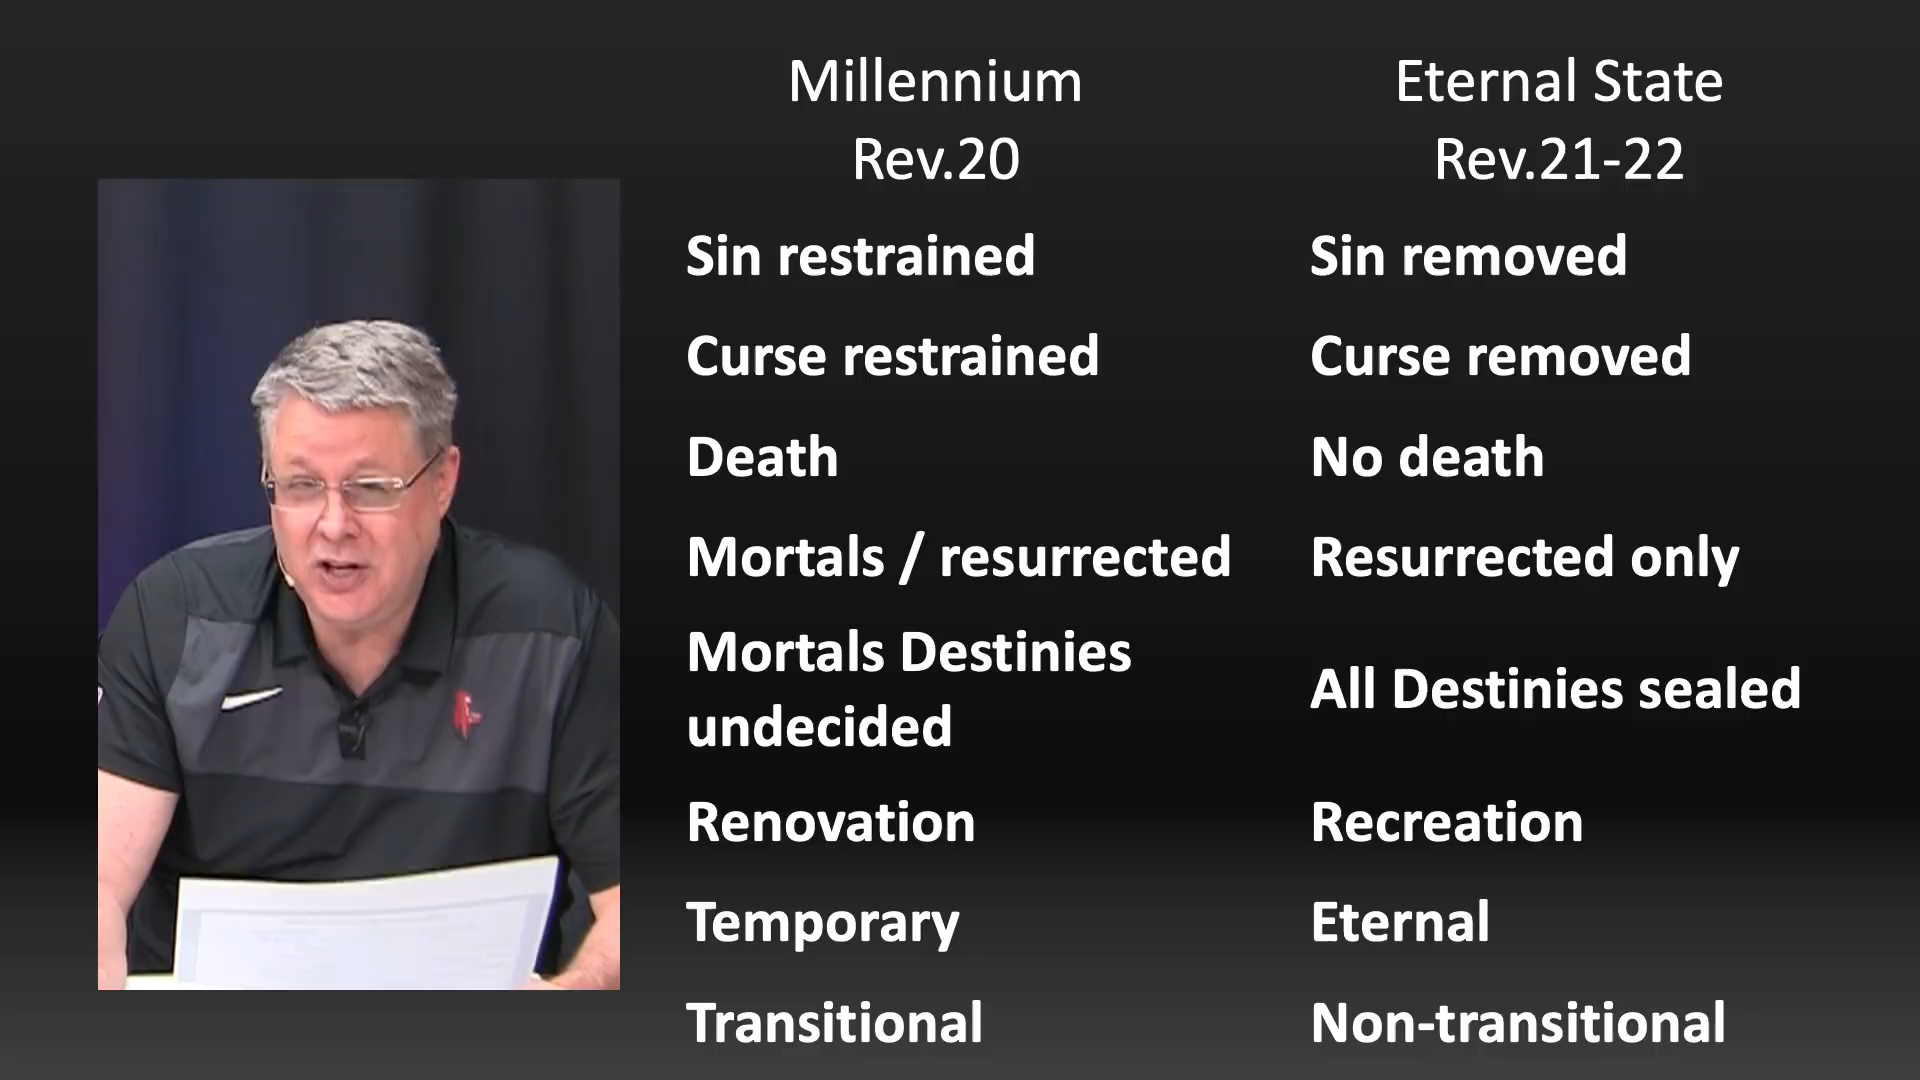 Millennium
Rev.20
Eternal State
Rev.21-22
Sin restrained
Sin removed
Curse restrained
Curse removed
Death
No death
Mortals / resurrected
Resurrected only
Mortals Destinies
undecided
All Destinies sealed
Renovation
Recreation
Temporary
Eternal
Transitional
Non-transitional